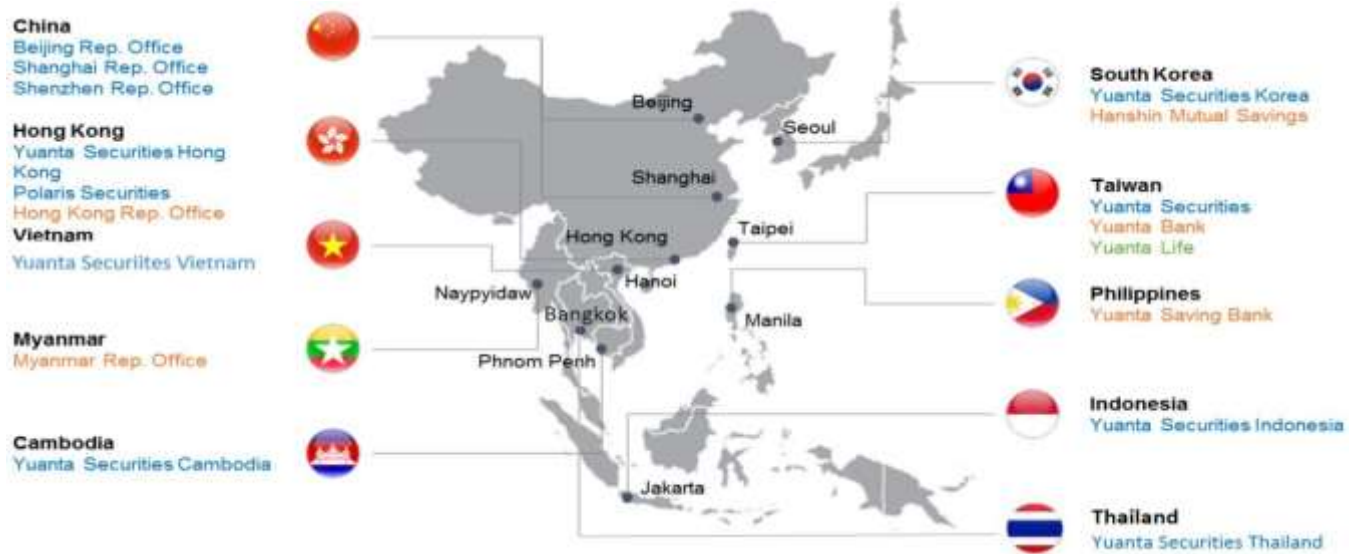 China
Beijing Rep. Office
Shanghai Rep. Office
Shenzhen Rep. Office
Hong Kong
Yuanta Securities Hong
Kong
Polaris Securities
Hong Kong Rep. Office
Vietnam
Yuanta Securiites Vietnam
Myanmar
Myanmar Rep. Office
Cambodia
Yuanta Securities Cambodia
Beijing
Seoul
Shanghai
Taipei
Hong Kong
Hanoi
Naypyidaw
Bangkok
Manila
Phnom Penh
Jakarta
South Korea
Yuanta Securities Korea
Hanshin Mutual Savings
Taiwan
Yuanta Securities
Yuanta Bank
Yuanta Life
Philippines
Yuanta Saving Bank
Indonesia
Yuanta Securities Indonesia
Thailand
Yuanta Securities Thailand